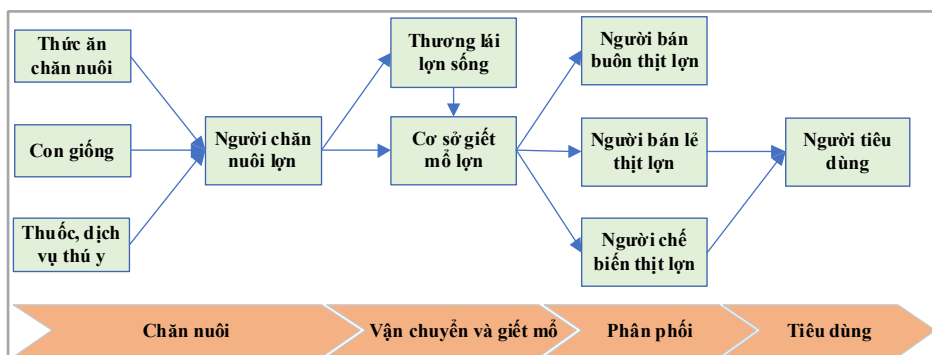 Thức ăn
chăn nuôi
Con giống
Thuốc, dịch
vụ thú y
Người chăn
nuôi lợn
Thương lái
lợn sống
Cơ sở giết
mổ lợn
Người bán
buôn thịt lợn
Người bán lẻ
thịt lợn
Người chế
biến thịt lợn
Người tiêu
dùng
Chăn nuôi
Vận chuyển và giết mổ
Phân phối
Tiêu dùng